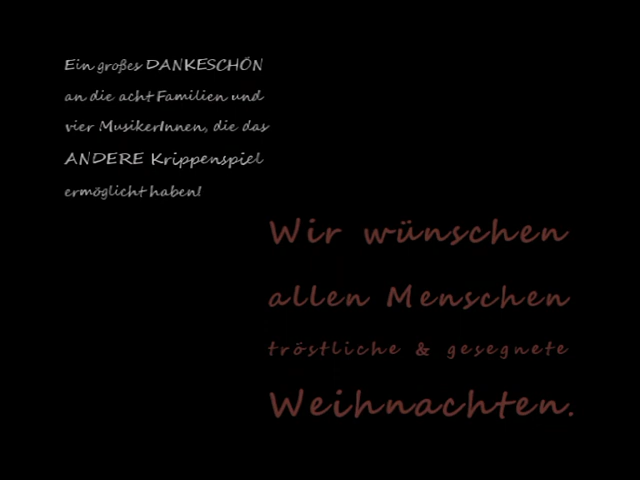 Ein großes DANKESCHÖN
an die acht Familien und
vier MusikerInnen, die das
ANDERE Krippenspiel
ermöglicht haben!
Wir wünschen
allen Menschen
tröstliche & gesegnete
Weihnachten.